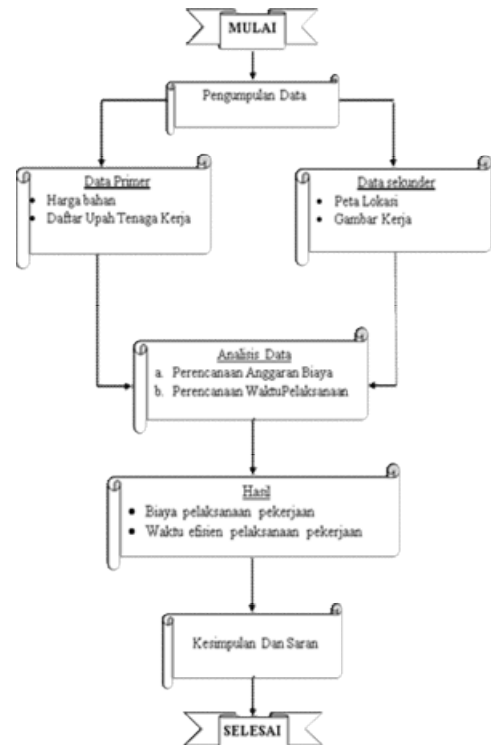 MULAI
Pengumpulan Data
Data Primer
• Harga bahan
• Daftar Upah Tenaga Kerja
Data sekunder
• Peta Lokasi
• Gambar Kerja
Analisis Data
a. Perencanaan Anggaran Biaya
b. Perencanaan WaktuPelaksanaan
Hasil
• Biaya pelaksanaan pekerjaan
• Waktu efisien pelaksanaan pekerjaan
Kesimpulan Dan Saran
SELESAI